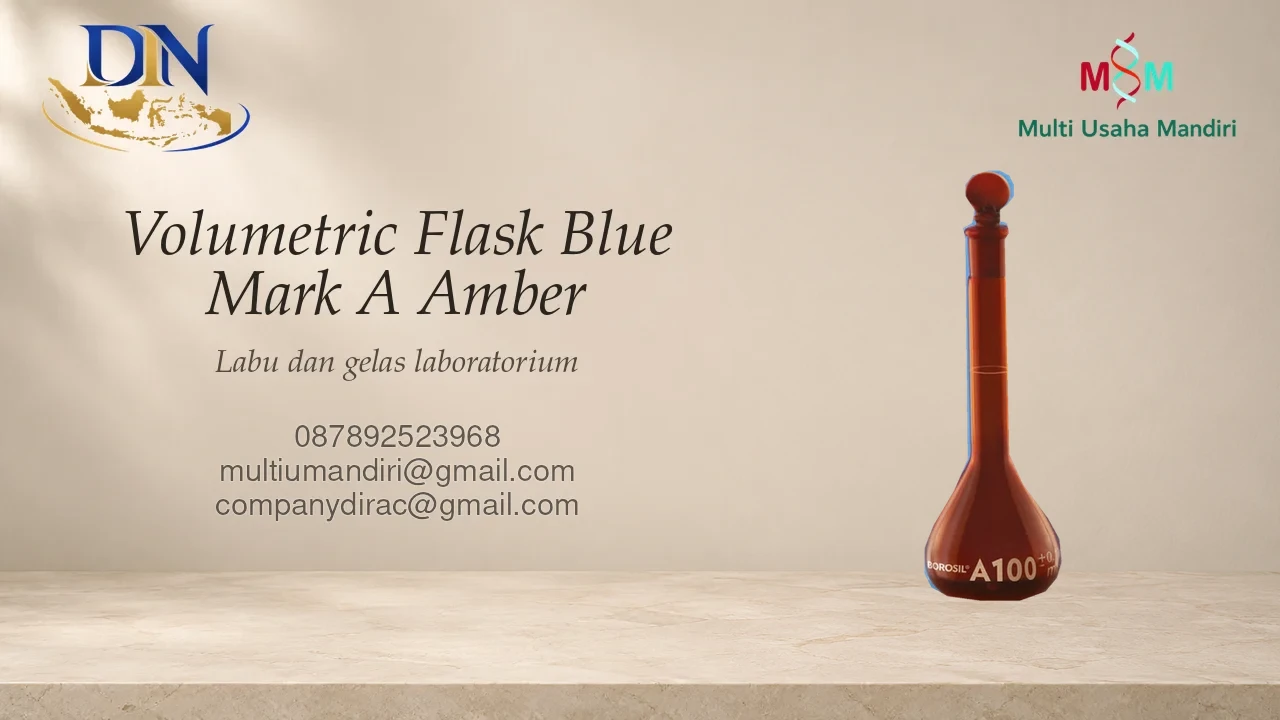 DIN
M M
Multi Usaha Mandiri
Volumetric Flask Blue
Mark A Amber
Labu dan gelas laboratorium
087892523968
multiumandiri@gmail.com
companydirac@gmail.com
BOROSIL® A100